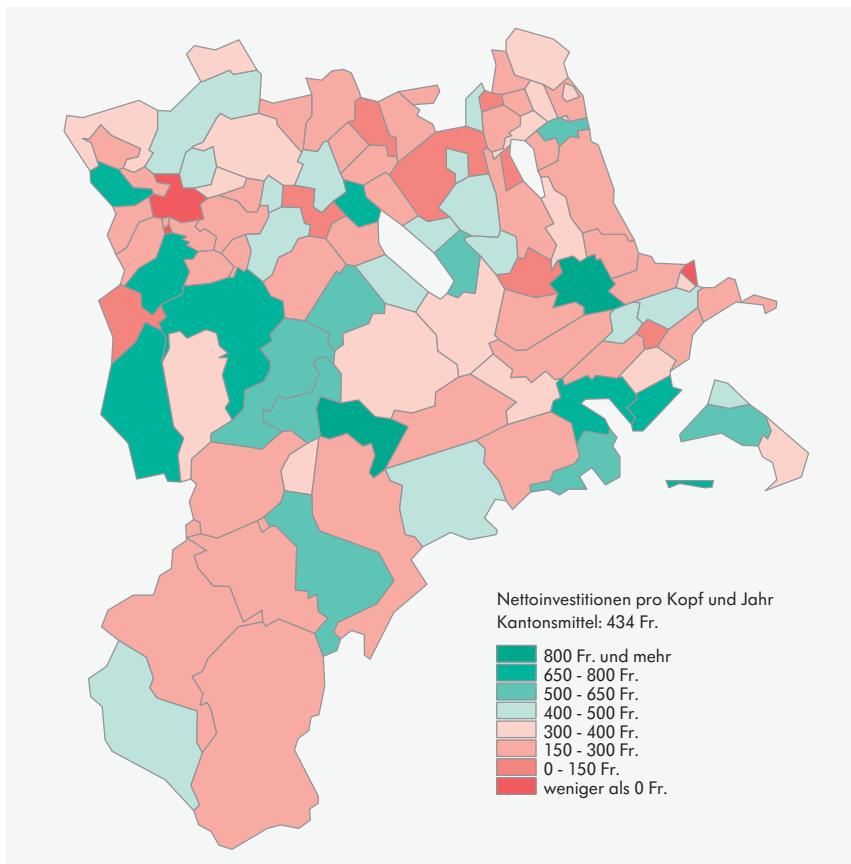 Nettoinvestitionen pro Kopf und Jahr
Kantonsmittel: 434 Fr.
800 Fr. und mehr
650 - 800 Fr.
500 - 650 Fr.
400 - 500 Fr.
300 - 400 Fr.
150 - 300 Fr.
0 - 150 Fr.
weniger als 0 Fr.